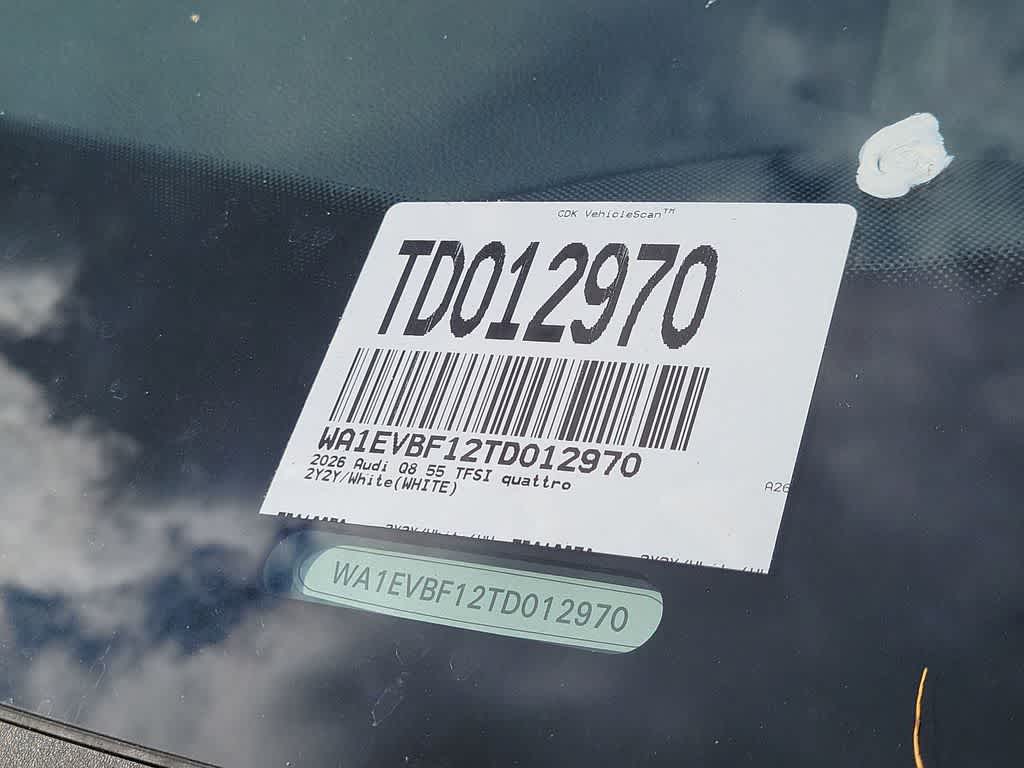 CDK VehicleScan™
TD012970
WA1EVBF12TD012970
2026 Audi Q8 55 TFSI quattro
2Y2Y/White(WHITE)
A26
WA1EVBF12TD012970